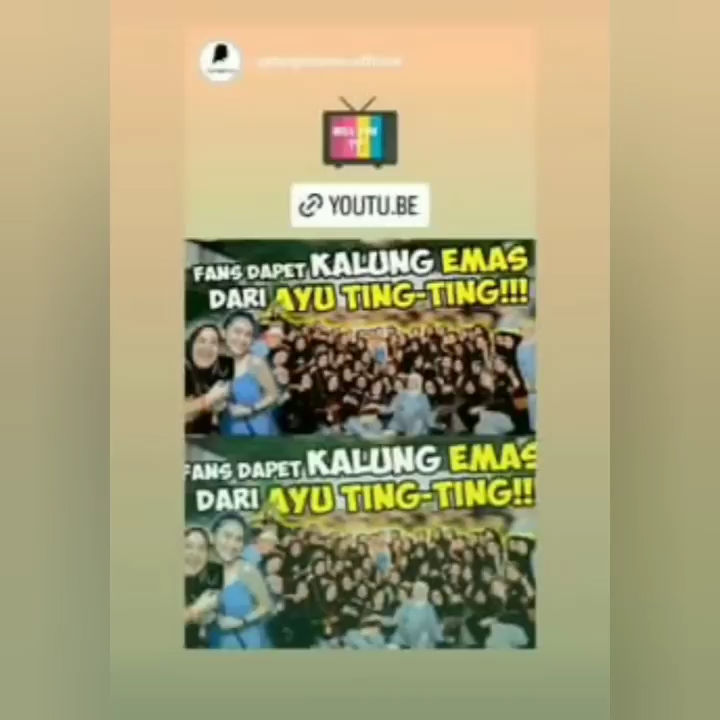 YOUTU.BE
FANS DAPET KALUNG EMAS
DARI AYU TING-TING!!!
FANS DAPET KALUNG EMAS
DARI AYU TING-TING!!